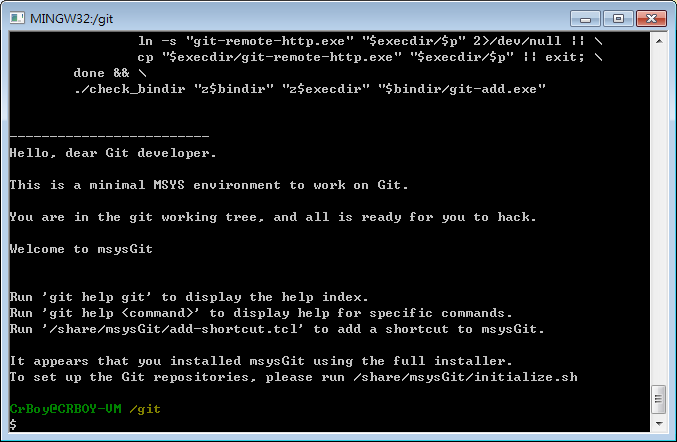 MINGW32:/git
ln -s "git-remote-http.exe" "$execdir/$p" 2>/dev/null || \
cp "$execdir/git-remote-http.exe" "$execdir/$p" || exit; \
done && \
./check_bindir "z$bindir" "z$execdir" "$bindir/git-add.exe"
-------------------------
Hello, dear Git developer.
This is a minimal MSYS environment to work on Git.
You are in the git working tree, and all is ready for you to hack.
Welcome to msysGit
Run 'git help git' to display the help index.
Run 'git help <command>' to display help for specific commands.
Run '/share/msysGit/add-shortcut.tcl' to add a shortcut to msysGit.
It appears that you installed msysGit using the full installer.
To set up the Git repositories, please run /share/msysGit/initialize.sh
CrBoy@CRBOY-VM /git
$